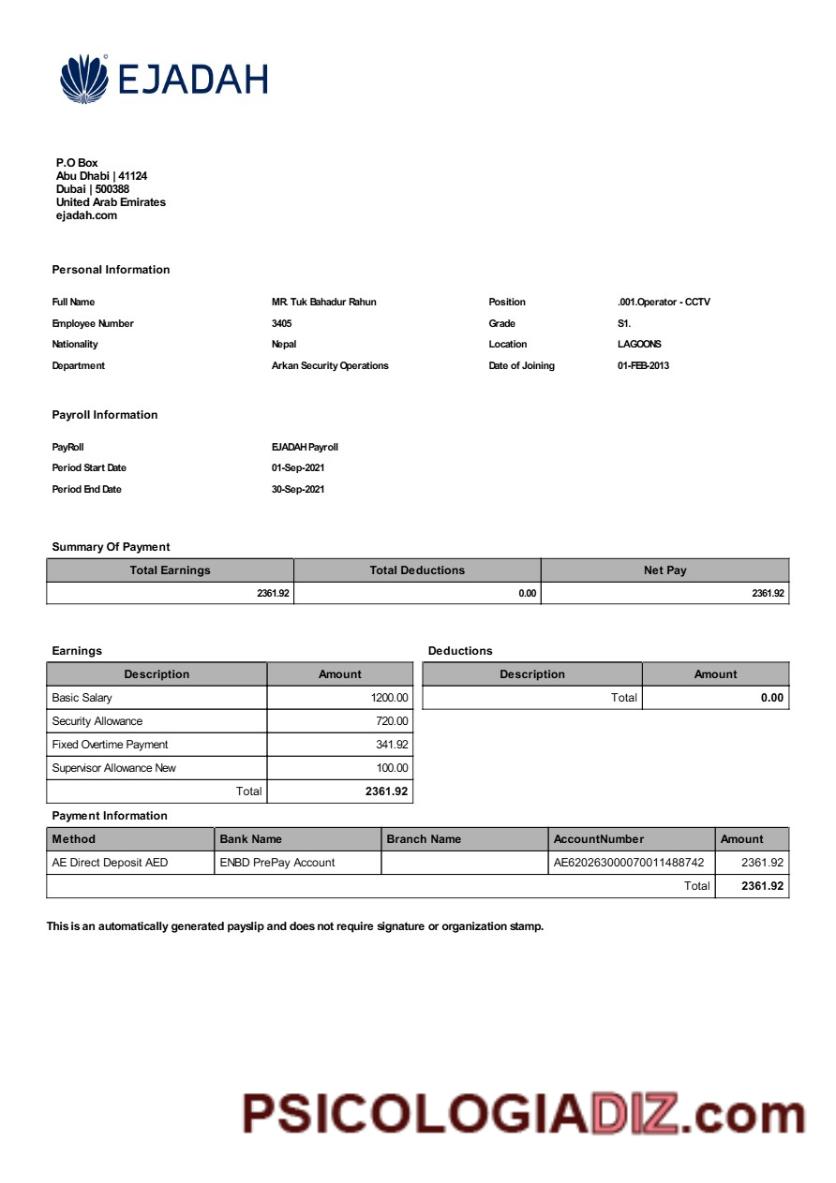 EJADAH
P.O Box
Abu Dhabi | 41124
Dubai | 500388
United Arab Emirates
ejadah.com
Personal Information
Full Name MR. Tuk Bahadur Rahun Position .001.Operator - CCTV
Employee Number 3405 Grade S1.
Nationality Nepal Location LAGOONS
Department Arkan Security Operations Date of Joining 01-FEB-2013
Payroll Information
PayRoll EJADAH Payroll
Period Start Date 01-Sep-2021
Period End Date 30-Sep-2021
Summary Of Payment
Total Earnings Total Deductions Net Pay
2361.92 0.00 2361.92
Earnings Deductions
Description Amount Description Amount
Basic Salary 1200.00 Total 0.00
Security Allowance 720.00
Fixed Overtime Payment 341.92
Supervisor Allowance New 100.00
Total 2361.92
Payment Information
Method Bank Name Branch Name AccountNumber Amount
AE Direct Deposit AED ENBD PrePay Account AE620263000070011488742 2361.92
Total 2361.92
This is an automatically generated payslip and does not require signature or organization stamp.
PSICOLOGIADIZ.com